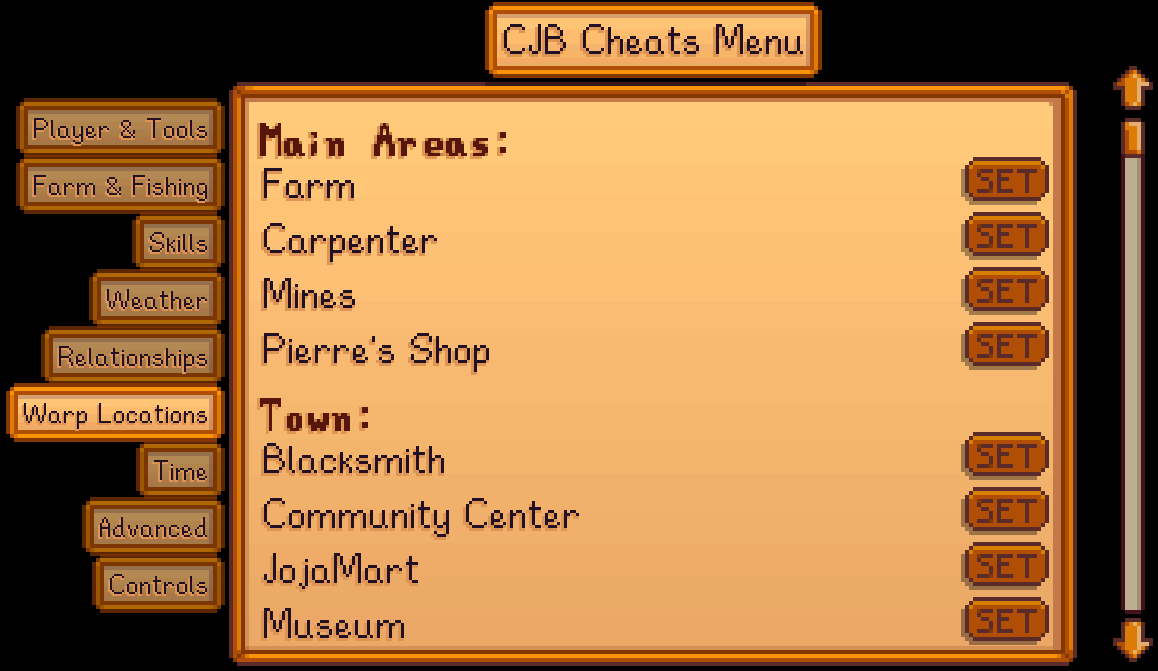 CJB Cheats Menu
Player & Tools
Farm & Fishing
Skills
Weather
Relationships
Warp Locations
Time
Advanced
Controls
Main Areas:
Farm SET
Carpenter SET
Mines SET
Pierre's Shop SET
Town:
Blacksmith SET
Community Center SET
JojaMart SET
Museum SET